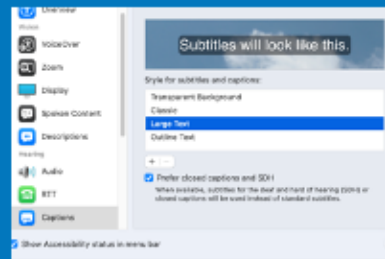 Overview
Vision
VoiceOver
Zoom
Display
Spoken Content
Descriptions
Hearing
Audio
RTT
Captions
Subtitles will look like this.
Style for subtitles and captions:
Transparent Background
Classic
Large Text
Outline Text
+ −
Prefer closed captions and SDH
When available, subtitles for the deaf and hard of hearing (SDH) or
closed captions will be used instead of standard subtitles.
Show Accessibility status in menu bar